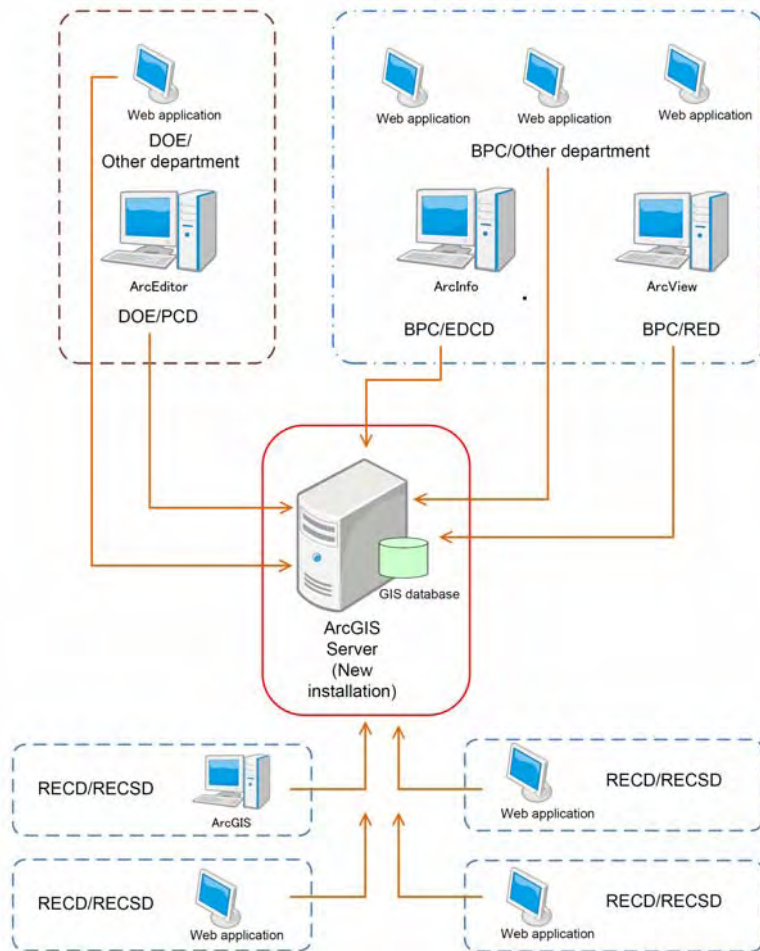 Web application
DOE/
Other department
ArcEditor
DOE/PCD
Web application
Web application
Web application
BPC/Other department
ArcInfo
ArcView
BPC/EDCD
BPC/RED
GIS database
ArcGIS
Server
(New
installation)
RECD/RECSD
ArcGIS
Web application
RECD/RECSD
RECD/RECSD
Web application
Web application
RECD/RECSD